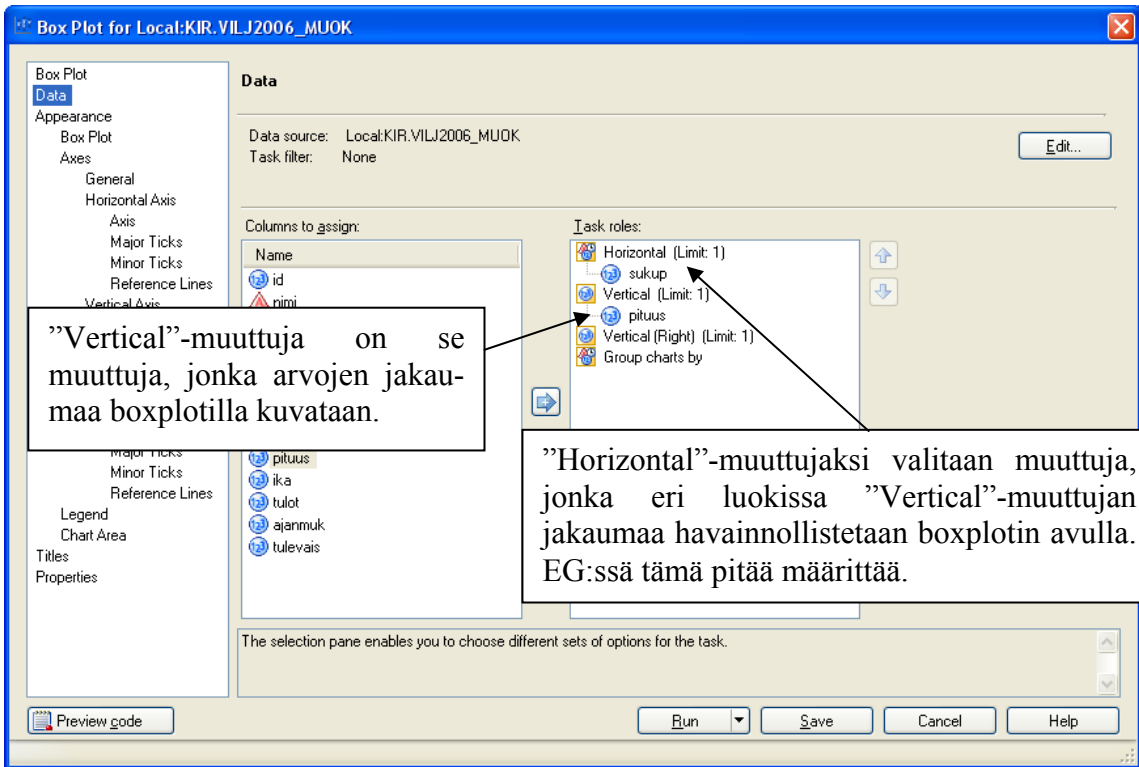 Box Plot for Local:KIR.VILJ2006_MUOK
Box Plot
Data
Appearance
Box Plot
Axes
General
Horizontal Axis
Axis
Major Ticks
Minor Ticks
Reference Lines
Vertical Axis
Major Ticks
Minor Ticks
Reference Lines
Legend
Chart Area
Titles
Properties
Data
Data source: Local:KIR.VILJ2006_MUOK
Task filter: None
Edit...
Columns to assign:
Name
id
nimi
pituus
ika
tulot
ajanmuk
tulevais
Task roles:
Horizontal (Limit: 1)
sukup
Vertical (Limit: 1)
pituus
Vertical (Right) (Limit: 1)
Group charts by
”Vertical”-muuttuja on se
muuttuja, jonka arvojen jakau-
maa boxplotilla kuvataan.
”Horizontal”-muuttujaksi valitaan muuttuja,
jonka eri luokissa ”Vertical”-muuttujan
jakaumaa havainnollistetaan boxplotin avulla.
EG:ssä tämä pitää määrittää.
The selection pane enables you to choose different sets of options for the task.
Preview code
Run
Save
Cancel
Help